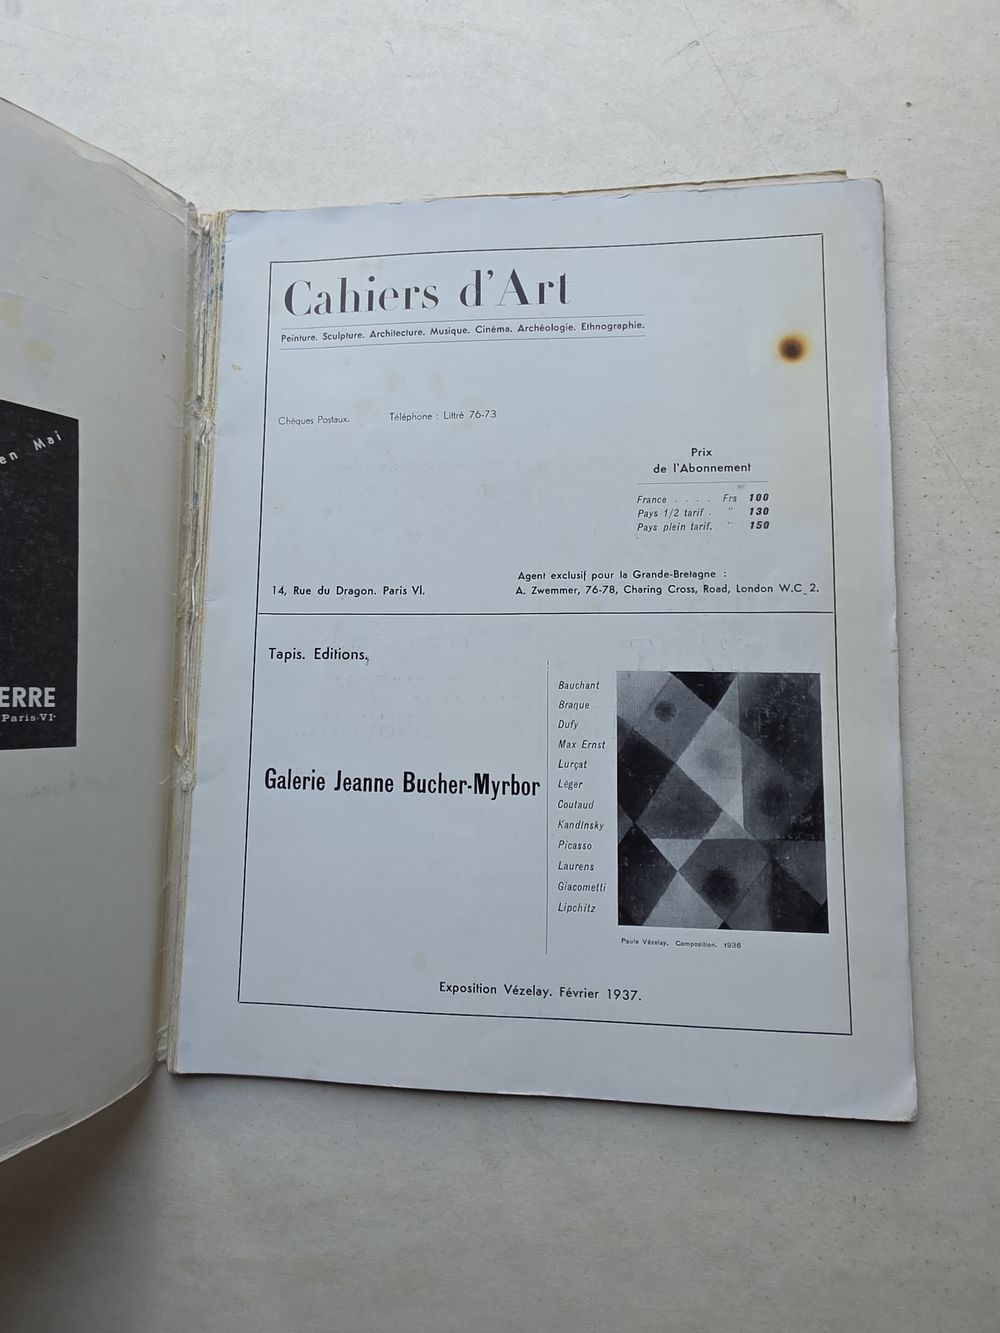 en Mai
ERRE
Paris-VIᵉ
Cahiers d'Art
Peinture. Sculpture. Architecture. Musique. Cinéma. Archéologie. Ethnographie.
Chèques Postaux. Téléphone : Littré 76-73
Prix
de l'Abonnement
France . . . . Frs 100
Pays 1/2 tarif . " 130
Pays plein tarif. " 150
Agent exclusif pour la Grande-Bretagne :
14, Rue du Dragon. Paris VI. A. Zwemmer, 76-78, Charing Cross, Road, London W.C_2.
Tapis. Editions,
Galerie Jeanne Bucher-Myrbor
Bauchant
Braque
Dufy
Max Ernst
Lurçat
Léger
Coutaud
Kandinsky
Picasso
Laurens
Giacometti
Lipchitz
Paule Vézelay. Composition. 1936
Exposition Vézelay. Février 1937.